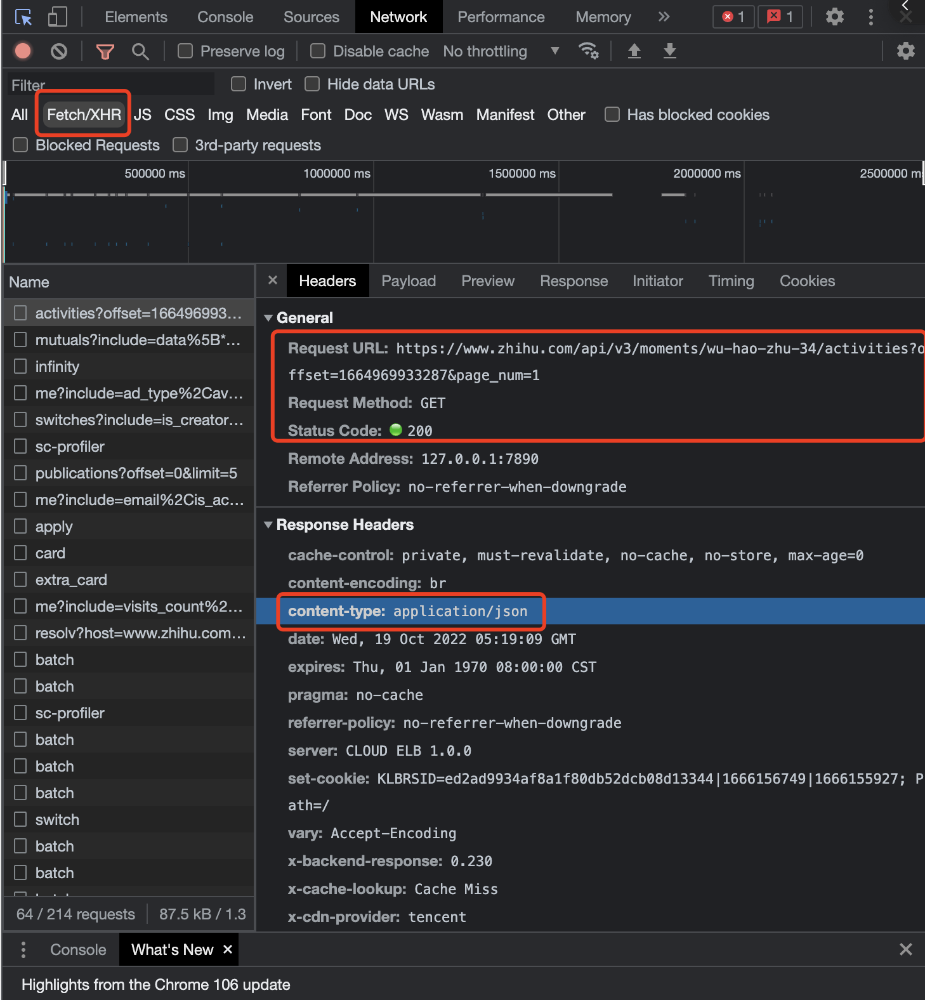 Elements Console Sources Network Performance Memory » 1 1
Preserve log Disable cache No throttling
Filter Invert Hide data URLs
All Fetch/XHR JS CSS Img Media Font Doc WS Wasm Manifest Other Has blocked cookies
Blocked Requests 3rd-party requests
500000 ms 1000000 ms 1500000 ms 2000000 ms 2500000 ms
Name
activities?offset=166496993...
mutuals?include=data%5B*...
infinity
me?include=ad_type%2Cav...
switches?include=is_creator...
sc-profiler
publications?offset=0&limit=5
me?include=email%2Cis_ac...
apply
card
extra_card
me?include=visits_count%2...
resolv?host=www.zhihu.com...
batch
batch
sc-profiler
batch
batch
batch
switch
batch
batch
64 / 214 requests 87.5 kB / 1.3
Headers Payload Preview Response Initiator Timing Cookies
General
Request URL: https://www.zhihu.com/api/v3/moments/wu-hao-zhu-34/activities?o
ffset=1664969933287&page_num=1
Request Method: GET
Status Code: 200
Remote Address: 127.0.0.1:7890
Referrer Policy: no-referrer-when-downgrade
Response Headers
cache-control: private, must-revalidate, no-cache, no-store, max-age=0
content-encoding: br
content-type: application/json
date: Wed, 19 Oct 2022 05:19:09 GMT
expires: Thu, 01 Jan 1970 08:00:00 CST
pragma: no-cache
referrer-policy: no-referrer-when-downgrade
server: CLOUD ELB 1.0.0
set-cookie: KLBRSID=ed2ad9934af8a1f80db52dcb08d13344|1666156749|1666155927; P
ath=/
vary: Accept-Encoding
x-backend-response: 0.230
x-cache-lookup: Cache Miss
x-cdn-provider: tencent
Console What's New
Highlights from the Chrome 106 update